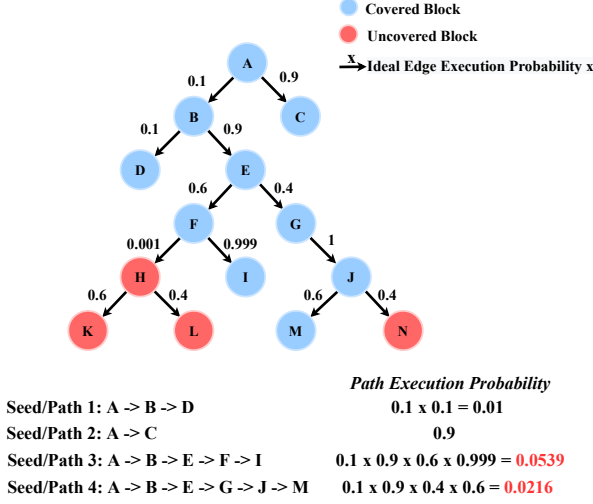 Covered Block
Uncovered Block
x Ideal Edge Execution Probability x
A
0.1 0.9
B C
0.1 0.9
D E
0.6 0.4
F G
0.001 0.999 1
H I J
0.6 0.4 0.6 0.4
K L M N
Path Execution Probability
Seed/Path 1: A -> B -> D 0.1 x 0.1 = 0.01
Seed/Path 2: A -> C 0.9
Seed/Path 3: A -> B -> E -> F -> I 0.1 x 0.9 x 0.6 x 0.999 = 0.0539
Seed/Path 4: A -> B -> E -> G -> J -> M 0.1 x 0.9 x 0.4 x 0.6 = 0.0216